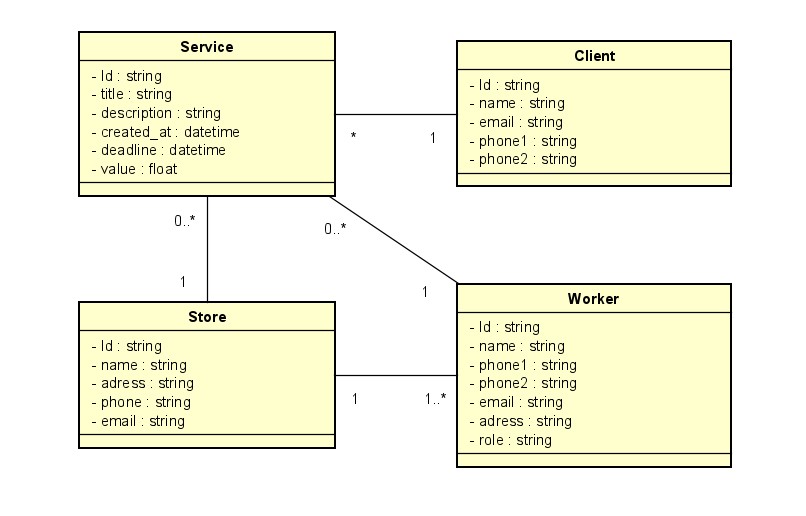 Service
- Id : string
- title : string
- description : string
- created_at : datetime
- deadline : datetime
- value : float
Client
- Id : string
- name : string
- email : string
- phone1 : string
- phone2 : string
*
1
0..*
1
0..*
1
Store
- Id : string
- name : string
- adress : string
- phone : string
- email : string
1
1..*
Worker
- Id : string
- name : string
- phone1 : string
- phone2 : string
- email : string
- adress : string
- role : string